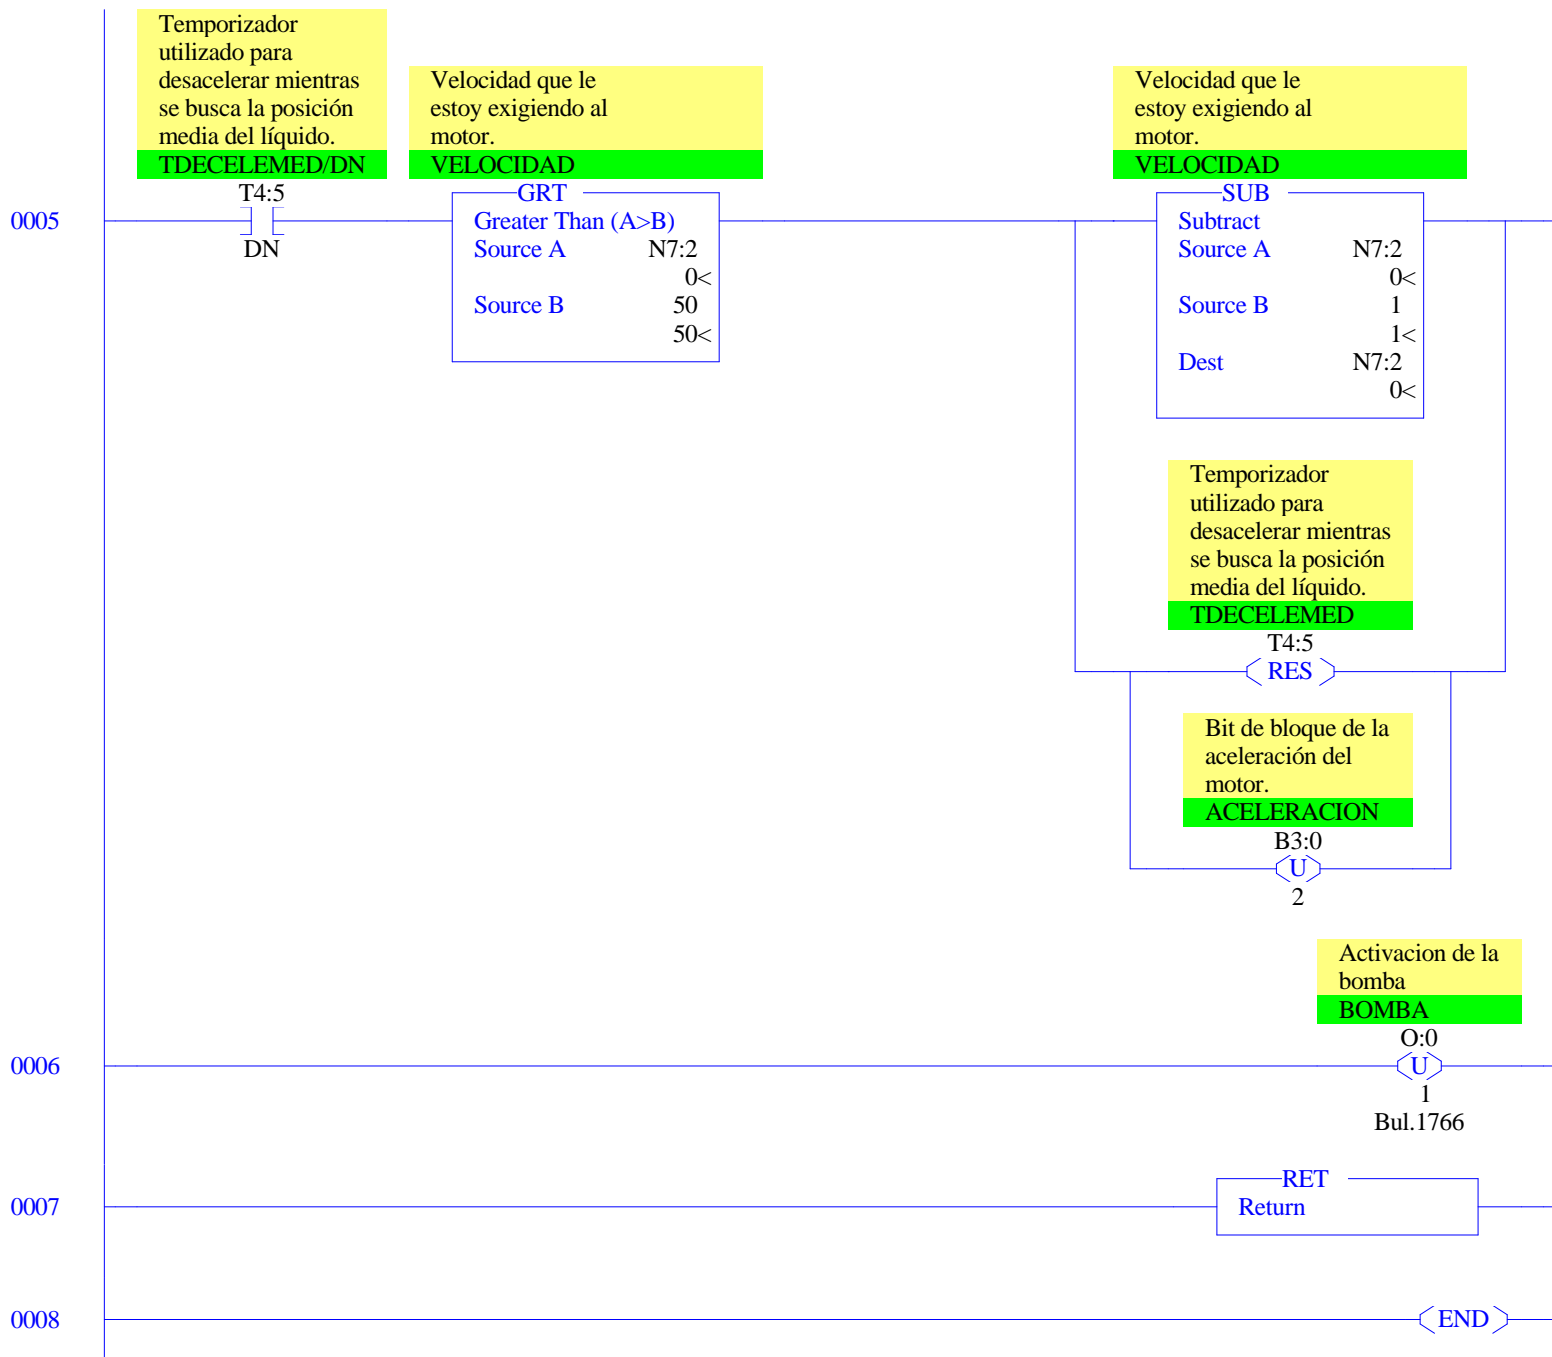 Temporizador
utilizado para
desacelerar mientras
se busca la posición
media del líquido.
TDECELEMED/DN
T4:5
DN
Velocidad que le
estoy exigiendo al
motor.
VELOCIDAD
GRT
Greater Than (A>B)
Source A N7:2
0<
Source B 50
50<
Velocidad que le
estoy exigiendo al
motor.
VELOCIDAD
SUB
Subtract
Source A N7:2
0<
Source B 1
1<
Dest N7:2
0<
0005
Temporizador
utilizado para
desacelerar mientras
se busca la posición
media del líquido.
TDECELEMED
T4:5
RES
Bit de bloque de la
aceleración del
motor.
ACELERACION
B3:0
U
2
Activacion de la
bomba
BOMBA
O:0
0006
U
1
Bul.1766
RET
0007
Return
0008
END